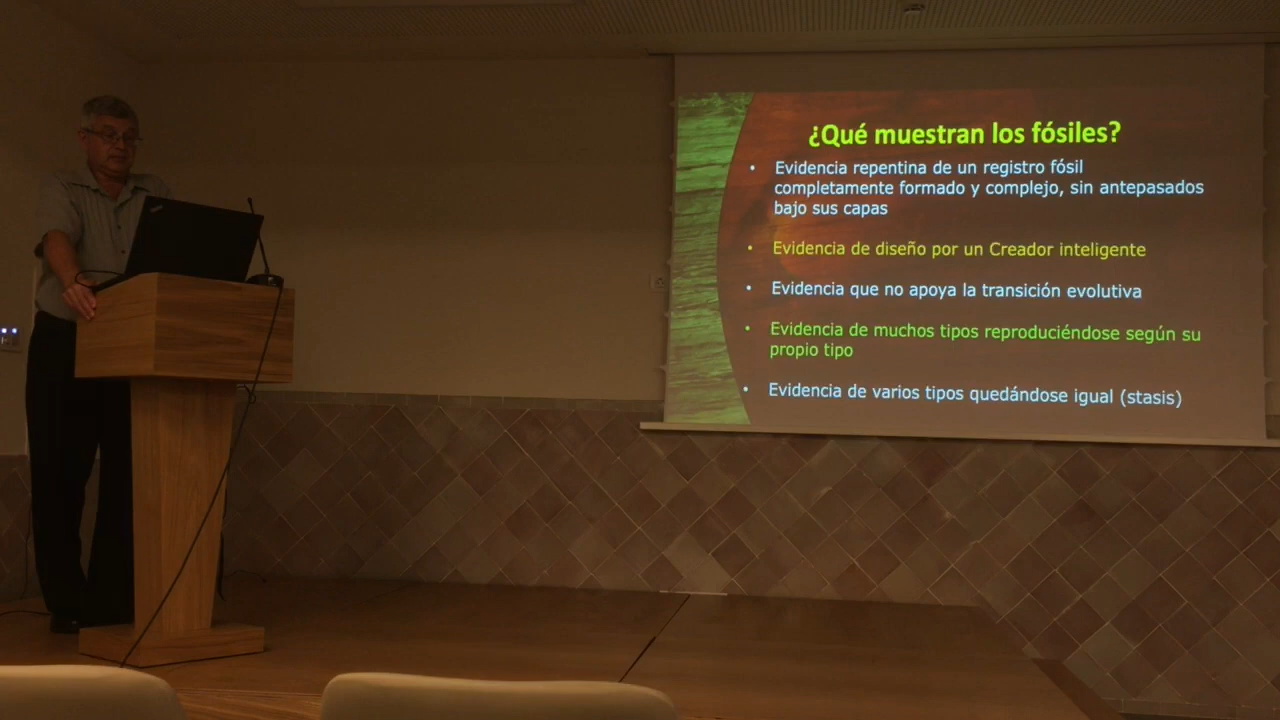 ¿Qué muestran los fósiles?
• Evidencia repentina de un registro fósil
completamente formado y complejo, sin antepasados
bajo sus capas
• Evidencia de diseño por un Creador inteligente
• Evidencia que no apoya la transición evolutiva
• Evidencia de muchos tipos reproduciéndose según su
propio tipo
• Evidencia de varios tipos quedándose igual (stasis)